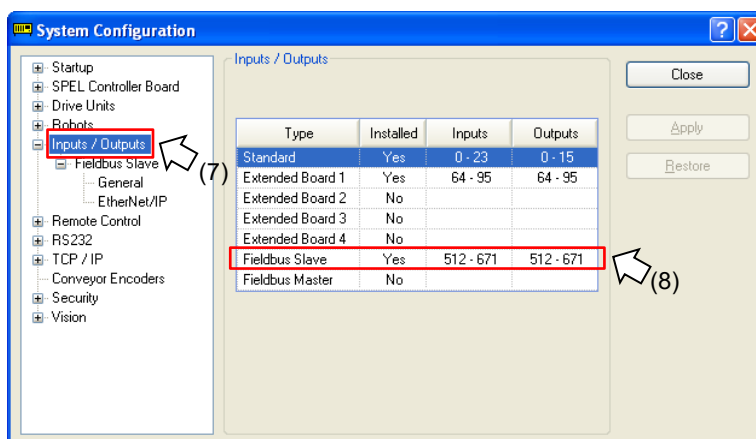 System Configuration
Startup
SPEL Controller Board
Drive Units
Robots
Inputs / Outputs
Fieldbus Slave
General
EtherNet/IP
Remote Control
RS232
TCP / IP
Conveyor Encoders
Security
Vision
(7)
Inputs / Outputs
Type Installed Inputs Outputs
Standard Yes 0 - 23 0 - 15
Extended Board 1 Yes 64 - 95 64 - 95
Extended Board 2 No
Extended Board 3 No
Extended Board 4 No
Fieldbus Slave Yes 512 - 671 512 - 671
Fieldbus Master No
(8)
Close
Apply
Restore